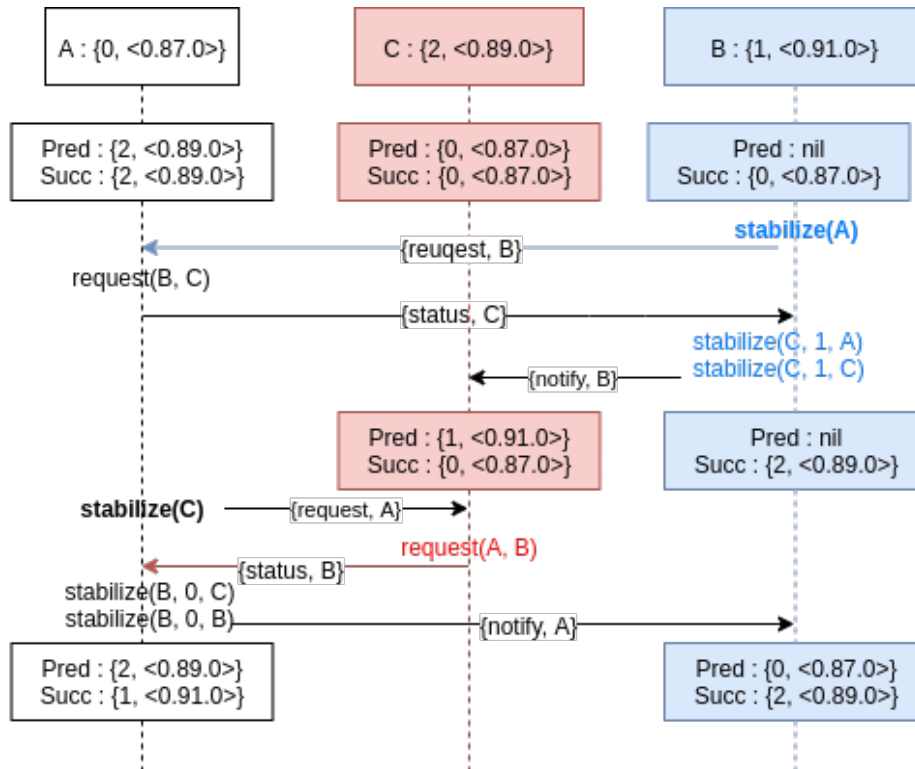 A : {0, <0.87.0>}
C : {2, <0.89.0>}
B : {1, <0.91.0>}
Pred : {2, <0.89.0>}
Succ : {2, <0.89.0>}
Pred : {0, <0.87.0>}
Succ : {0, <0.87.0>}
Pred : nil
Succ : {0, <0.87.0>}
stabilize(A)
{reuqest, B}
request(B, C)
{status, C}
stabilize(C, 1, A)
stabilize(C, 1, C)
{notify, B}
Pred : {1, <0.91.0>}
Succ : {0, <0.87.0>}
Pred : nil
Succ : {2, <0.89.0>}
stabilize(C)
{request, A}
request(A, B)
{status, B}
stabilize(B, 0, C)
stabilize(B, 0, B)
{notify, A}
Pred : {2, <0.89.0>}
Succ : {1, <0.91.0>}
Pred : {0, <0.87.0>}
Succ : {2, <0.89.0>}